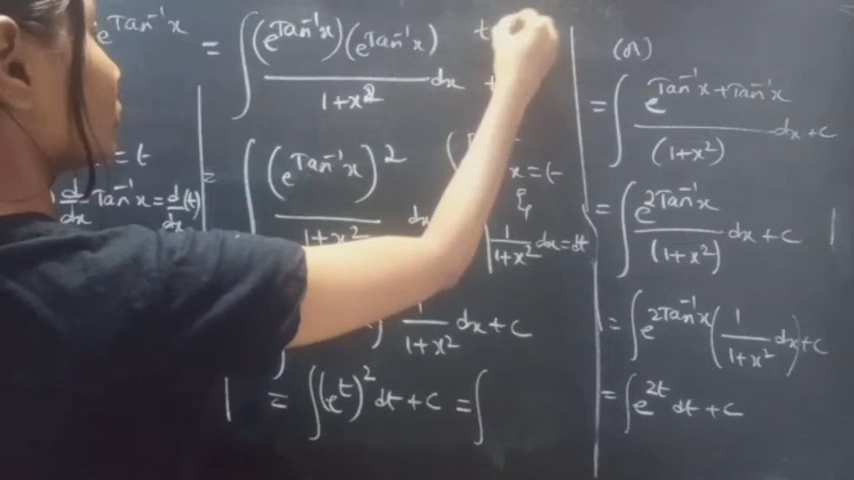 e^Tan⁻¹x
= ∫ (e^Tan⁻¹x)(e^Tan⁻¹x) / 1+x² dx
= t
d/dx Tan⁻¹x = d/dx (t)
= ∫ (e^Tan⁻¹x)² / 1+x² dx
x = t
&
1/1+x² dx = dt
1/1+x² dx + c
= ∫ (e^t)² dt + c = ∫
(A)
= ∫ e^Tan⁻¹x+Tan⁻¹x / (1+x²) dx + c
= ∫ e^2Tan⁻¹x / (1+x²) dx + c
= ∫ e^2Tan⁻¹x (1/1+x² dx) + c
= ∫ e^2t dt + c